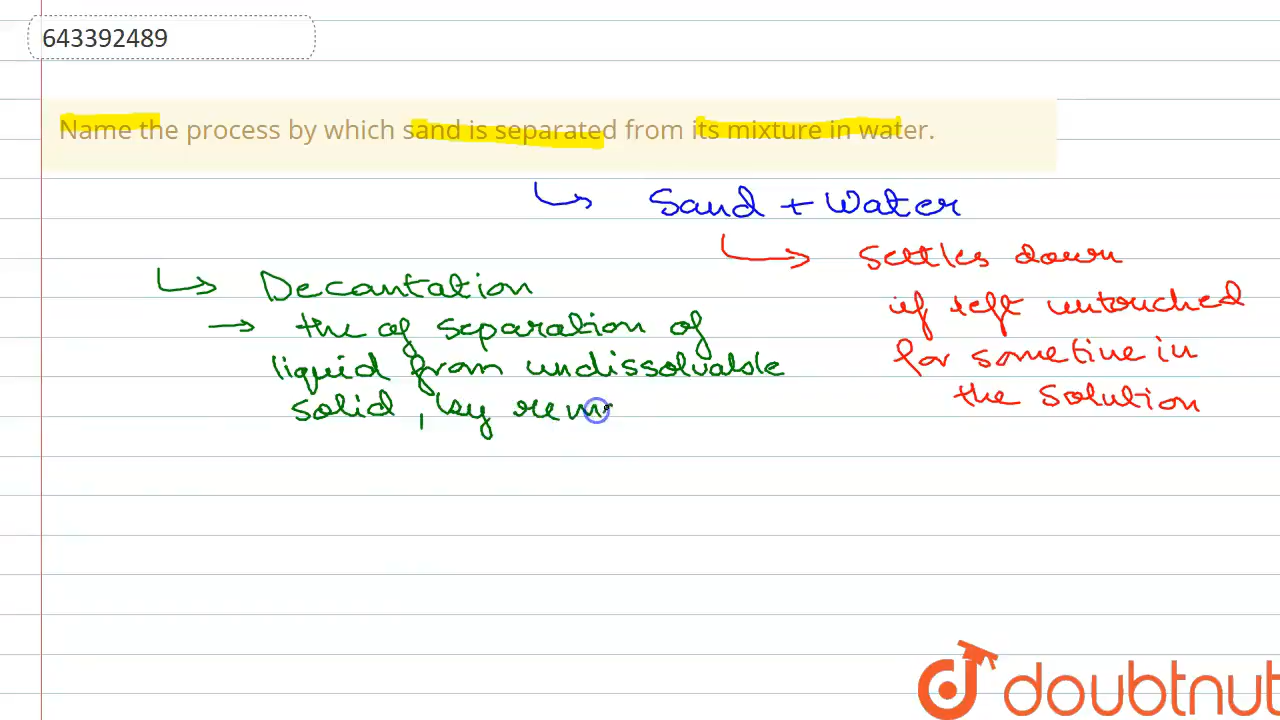 643392489
Name the process by which sand is separated from its mixture in water.
Sand + Water
Settles down
if left untouched
for sometime in
the solution
Decantation
the of separation of
liquid from undissolvable
solid, by rem
doubtnut